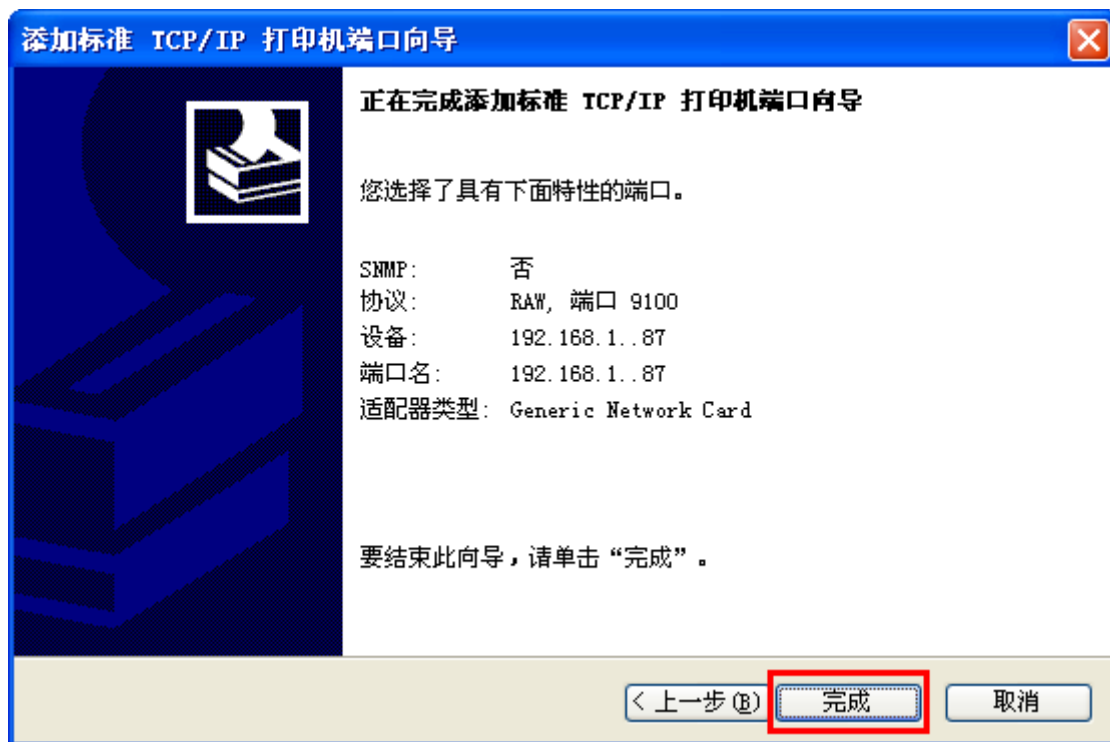 添加标准 TCP/IP 打印机端口向导
正在完成添加标准 TCP/IP 打印机端口向导
您选择了具有下面特性的端口。
SNMP: 否
协议: RAW, 端口 9100
设备: 192.168.1..87
端口名: 192.168.1..87
适配器类型: Generic Network Card
要结束此向导，请单击“完成”。
< 上一步(B) 完成 取消